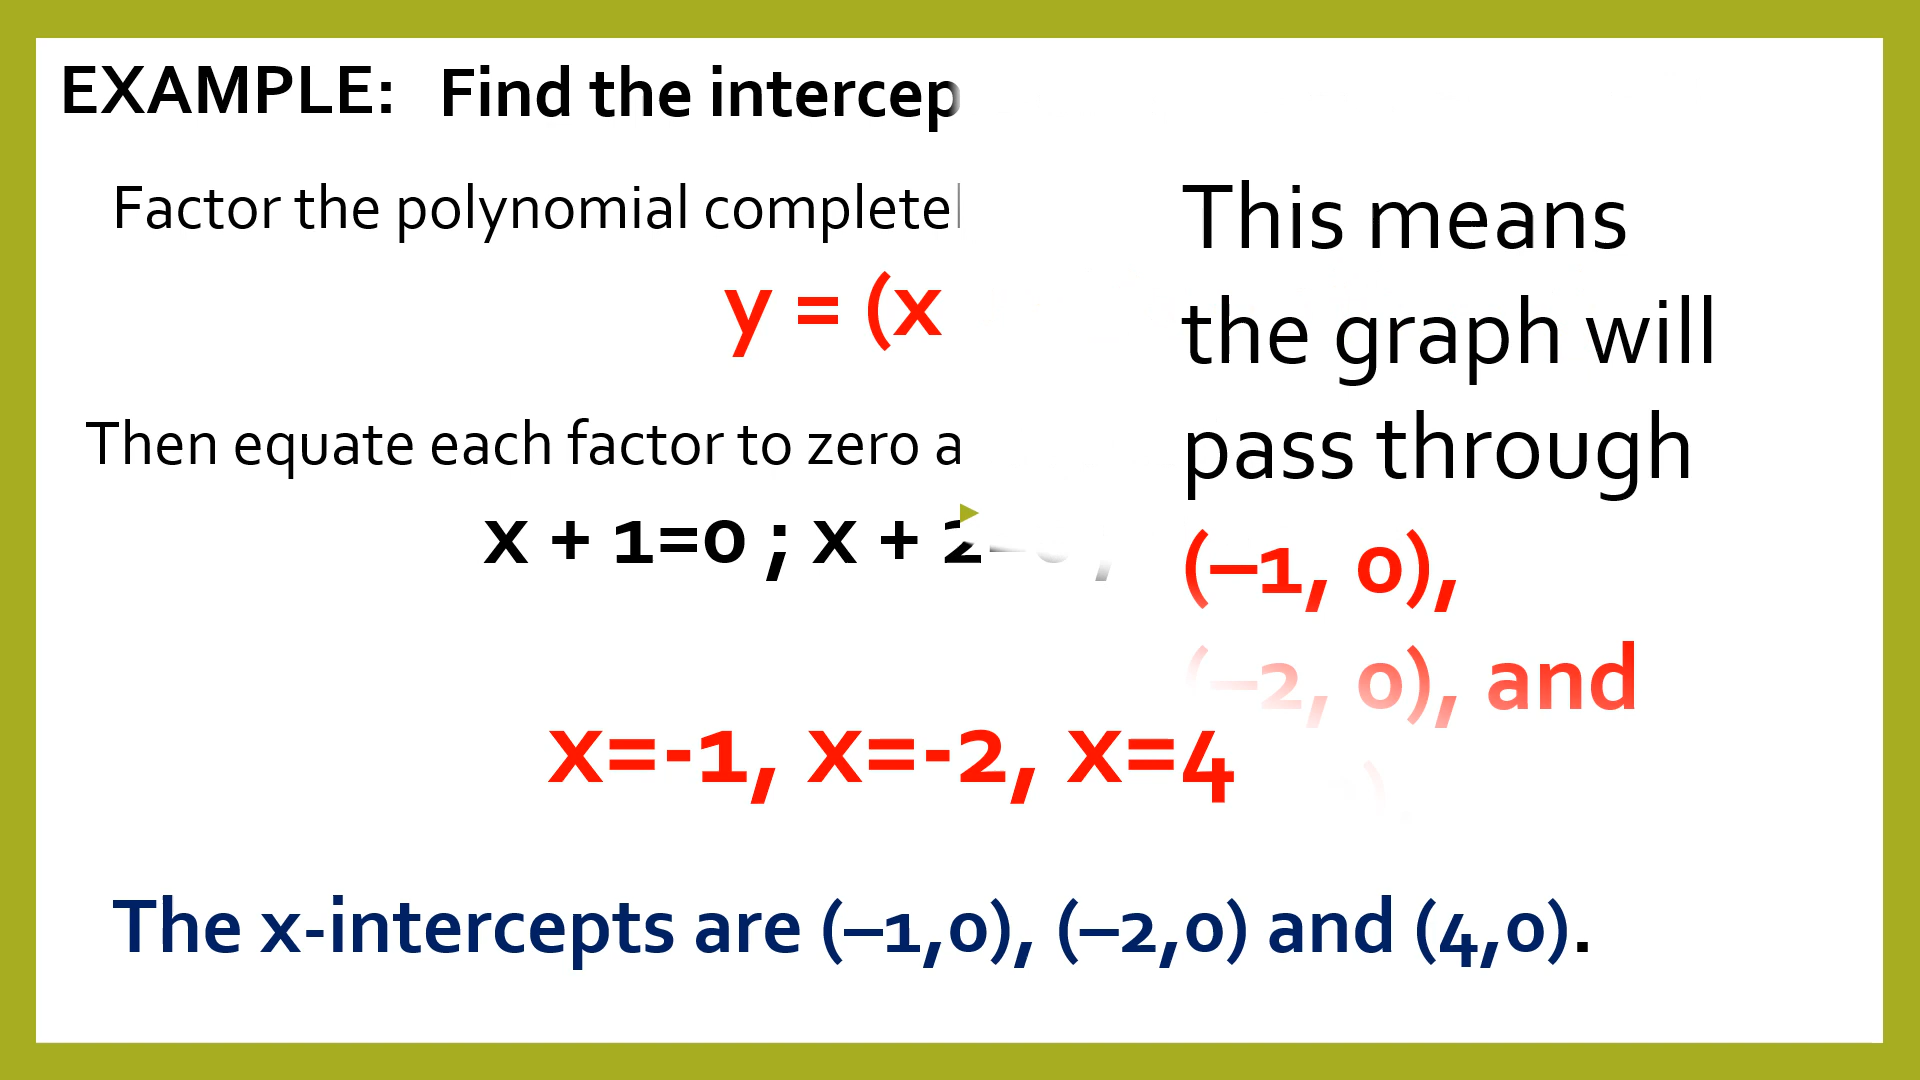 EXAMPLE: Find the intercep
Factor the polynomial complete
y = (x
Then equate each factor to zero a
x + 1=0 ; x + 2=0 ;
x=-1, x=-2, x=4
The x-intercepts are (–1,0), (–2,0) and (4,0).
This means
the graph will
pass through
(–1, 0),
(–2, 0), and